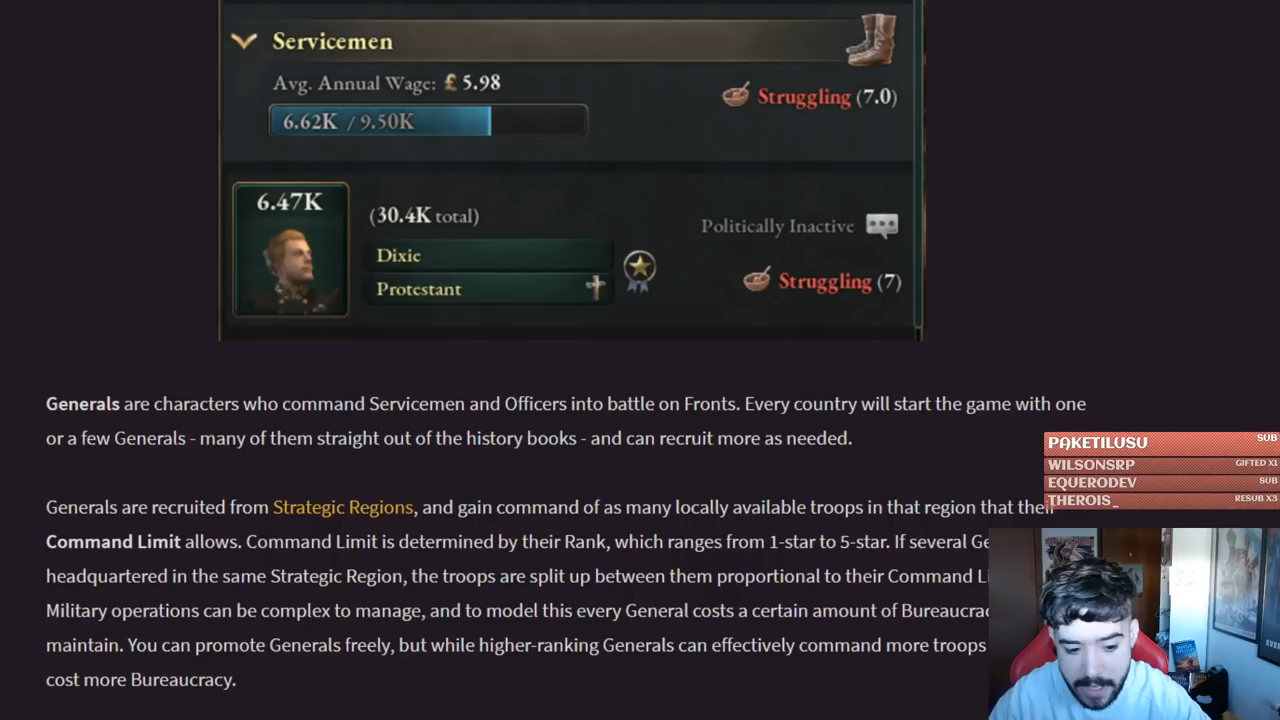 Servicemen
Avg. Annual Wage: £ 5.98
6.62K / 9.50K
Struggling (7.0)
6.47K
(30.4K total)
Dixie
Protestant
Politically Inactive
Struggling (7)
Generals are characters who command Servicemen and Officers into battle on Fronts. Every country will start the game with one
or a few Generals - many of them straight out of the history books - and can recruit more as needed.
Generals are recruited from Strategic Regions, and gain command of as many locally available troops in that region that their
Command Limit allows. Command Limit is determined by their Rank, which ranges from 1-star to 5-star. If several Ge
headquartered in the same Strategic Region, the troops are split up between them proportional to their Command Li
Military operations can be complex to manage, and to model this every General costs a certain amount of Bureaucrac
maintain. You can promote Generals freely, but while higher-ranking Generals can effectively command more troops
cost more Bureaucracy.
PAKETILUSU SUB
WILSONSRP GIFTED X1
EQUERODEV SUB
THEROIS_ RESUB X3